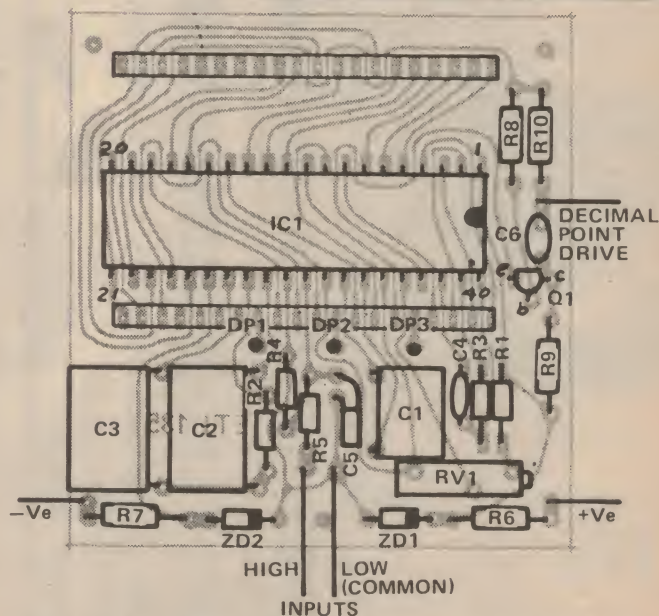 R8
R10
20
1
IC1
C6
DECIMAL
POINT
DRIVE
e
c
b
Q1
21
40
DP1
DP2
DP3
R4
C4
R3
R1
R2
R9
C3
C2
R5
C5
C1
RV1
–Ve
R7
ZD2
ZD1
R6
+Ve
HIGH
LOW
(COMMON)
INPUTS